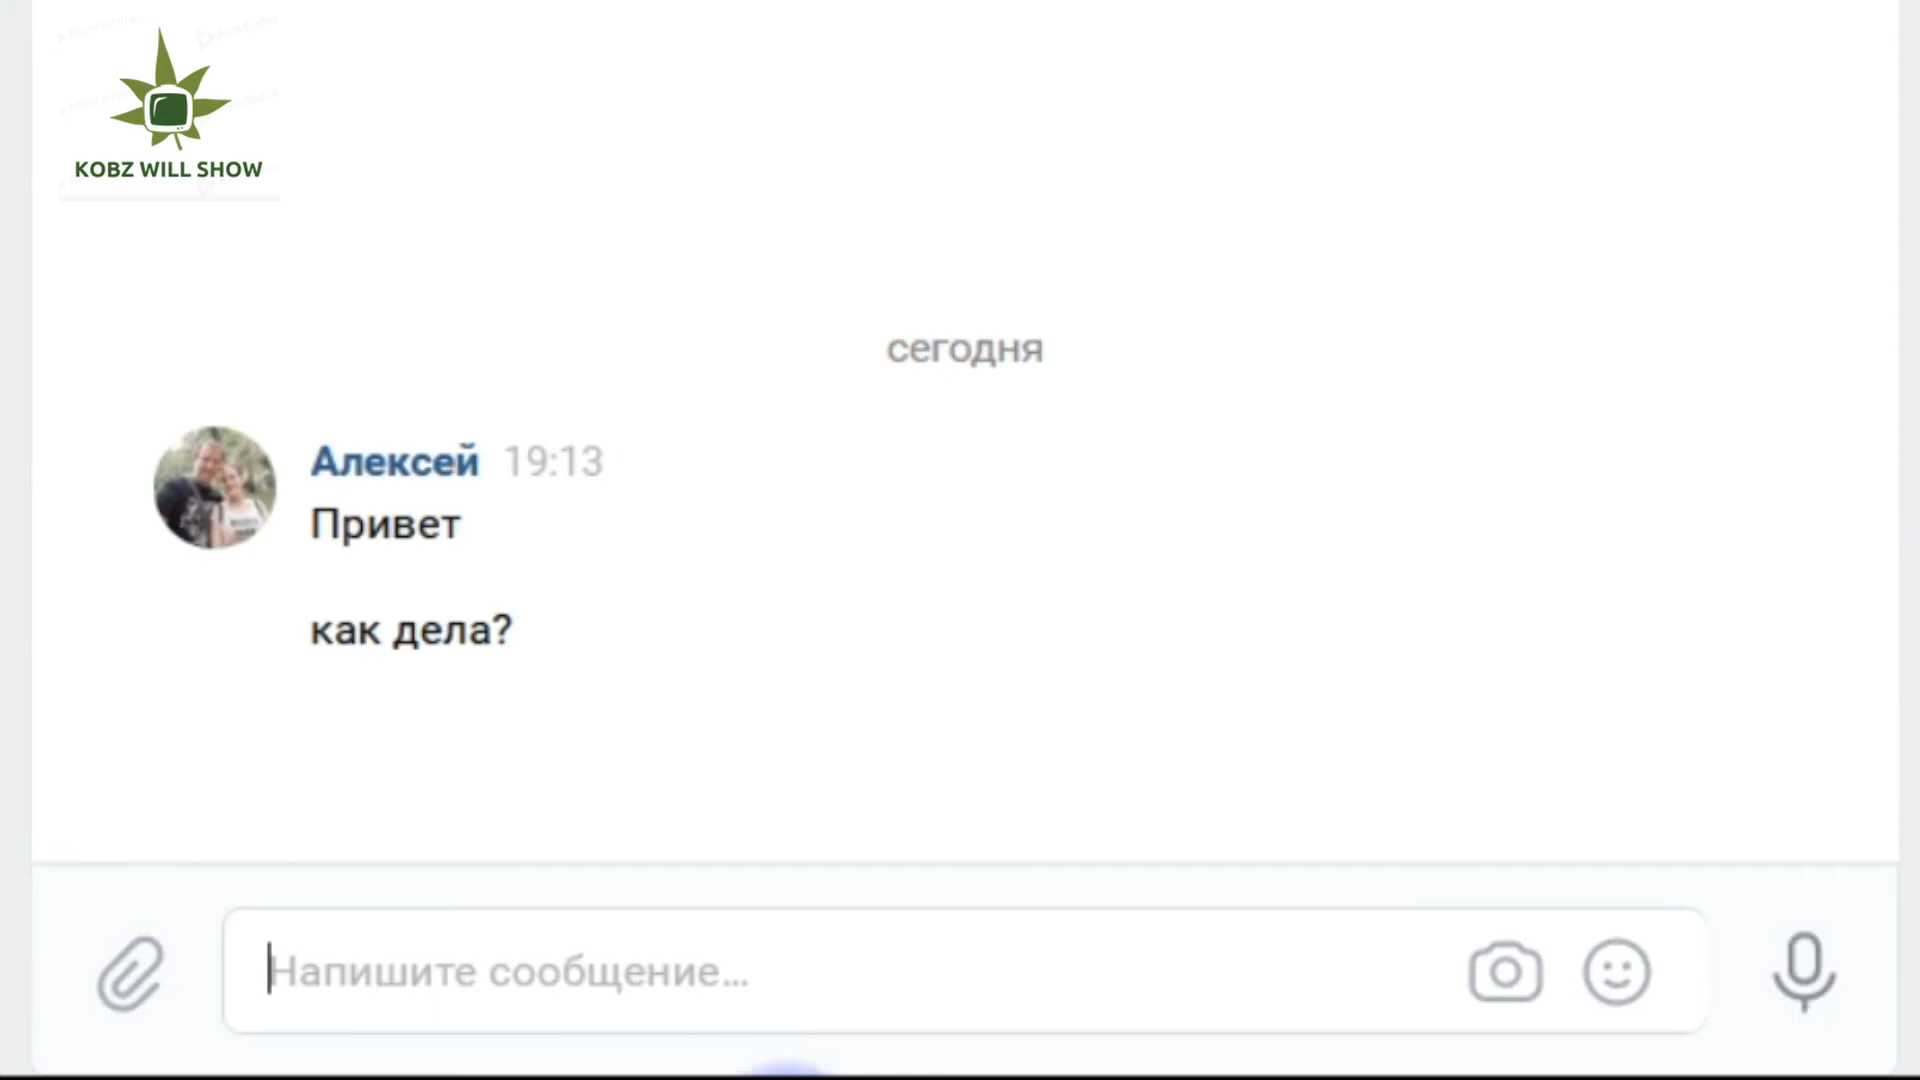 KOBZ WILL SHOW
сегодня
Алексей 19:13
Привет
как дела?
Напишите сообщение...